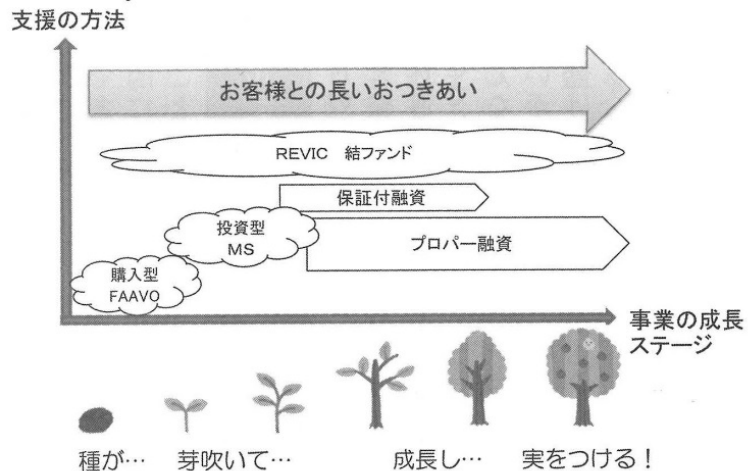 支援の方法
お客様との長いおつきあい
REVIC 結ファンド
保証付融資
投資型
MS
プロパー融資
購入型
FAAVO
事業の成長
ステージ
種が… 芽吹いて… 成長し… 実をつける！